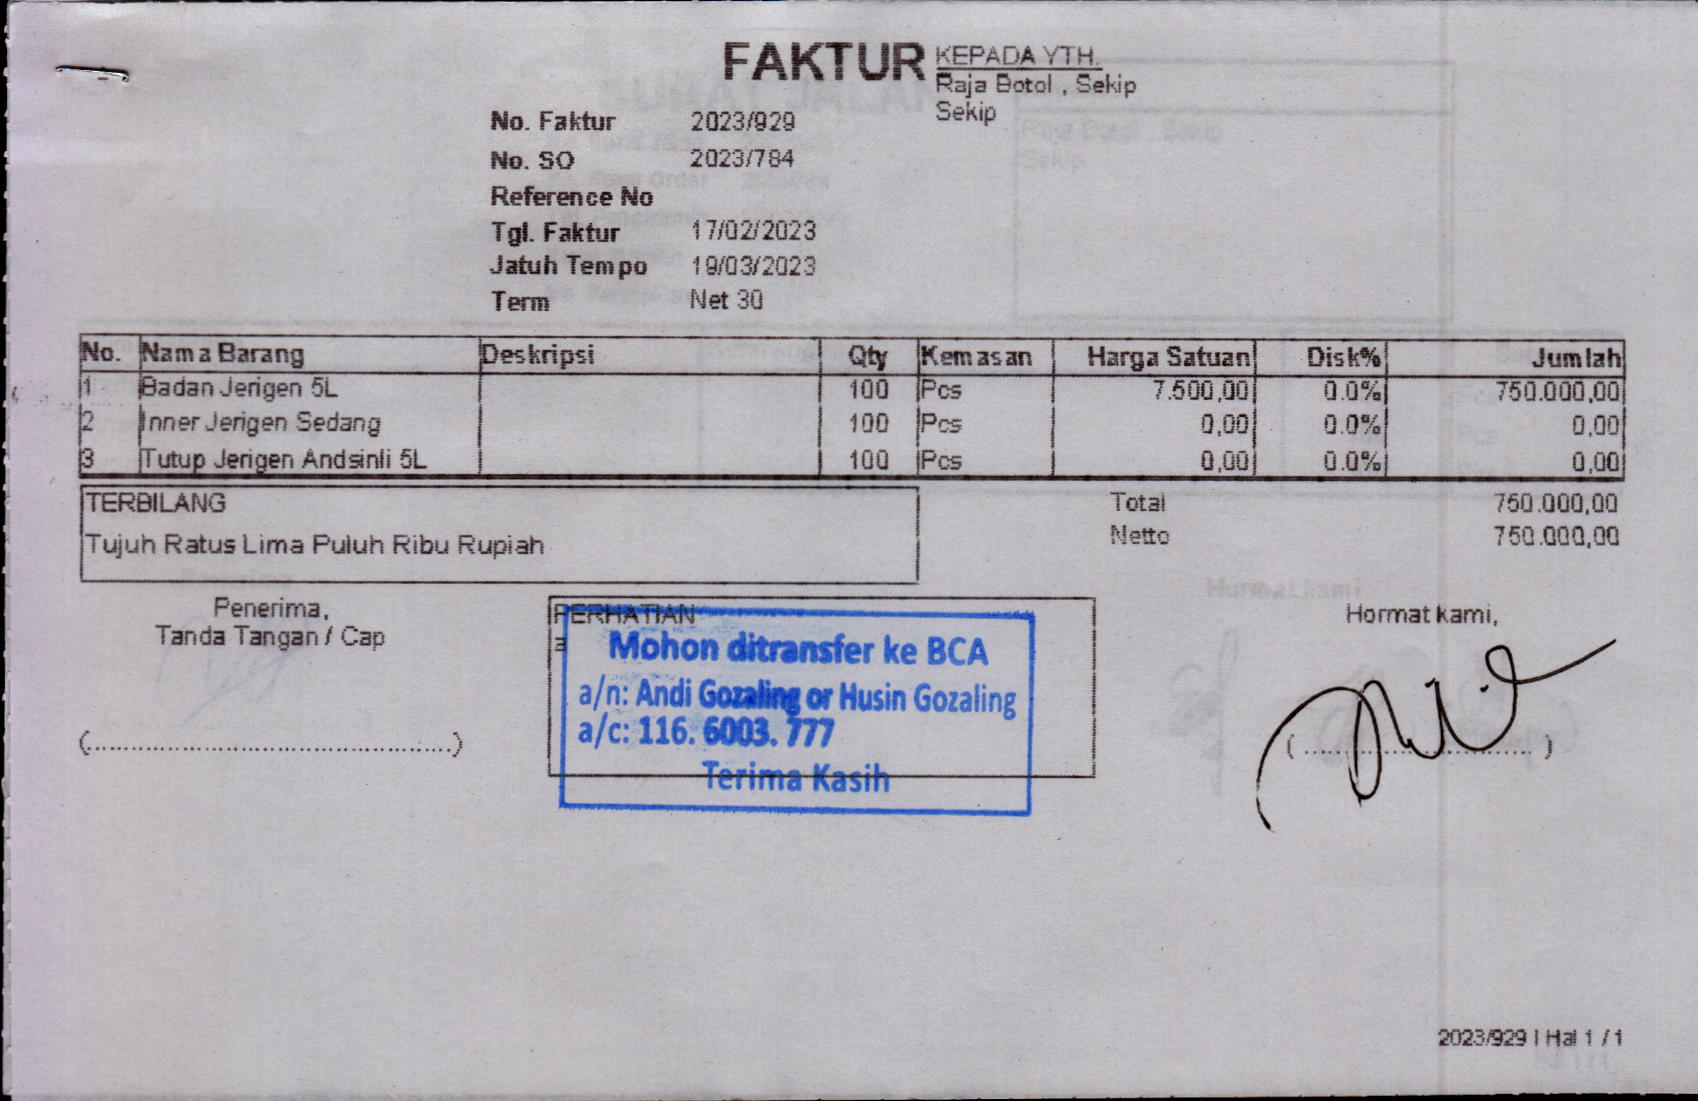 FAKTUR
KEPADA YTH.
Raja Botol , Sekip
Sekip
No. Faktur 2023/929
No. SO 2023/784
Reference No
Tgl. Faktur 17/02/2023
Jatuh Tempo 19/03/2023
Term Net 30
No. Nama Barang Deskripsi Qty Kemasan Harga Satuan Disk% Jumlah
1 Badan Jerigen 5L 100 Pcs 7.500,00 0.0% 750.000,00
2 Inner Jerigen Sedang 100 Pcs 0,00 0.0% 0,00
3 Tutup Jerigen Andsinli 5L 100 Pcs 0,00 0.0% 0,00
TERBILANG
Tujuh Ratus Lima Puluh Ribu Rupiah
Total 750.000,00
Netto 750.000,00
Penerima,
Tanda Tangan / Cap
(....................................................)
PERHATIAN
Mohon ditransfer ke BCA
a/n: Andi Gozaling or Husin Gozaling
a/c: 116. 6003. 777
Terima Kasih
Hormat kami,
(................................)
2023/929 | Hal 1 / 1